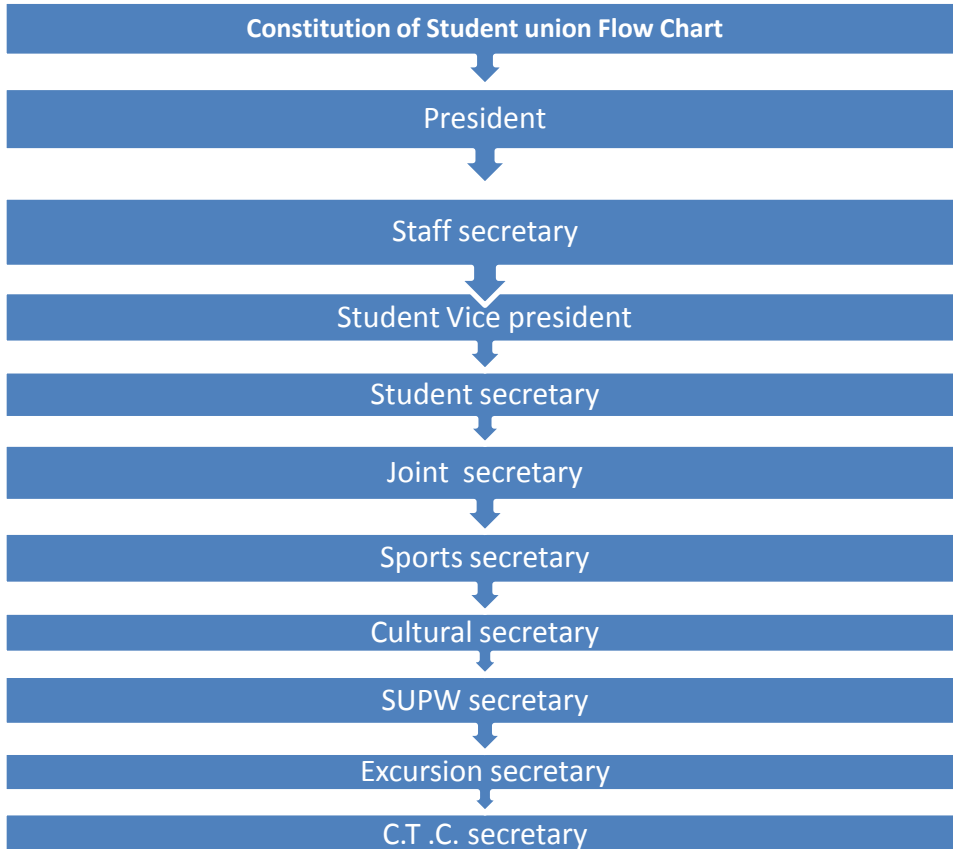 Constitution of Student union Flow Chart
President
Staff secretary
Student Vice president
Student secretary
Joint  secretary
Sports secretary
Cultural secretary
SUPW secretary
Excursion secretary
C.T .C. secretary